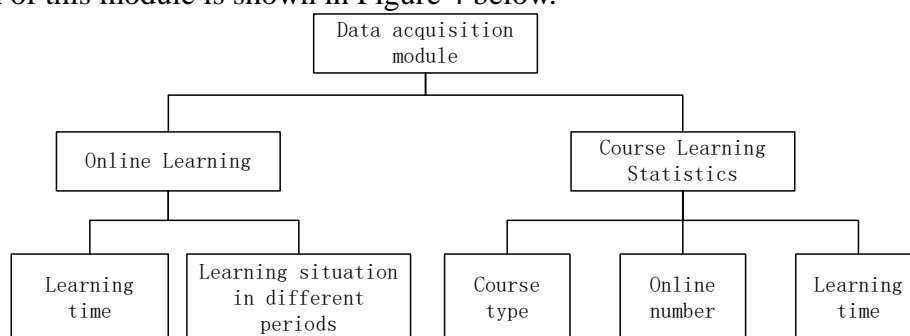 of this module is shown in Figure 4 below.
Data acquisition
module
Online Learning
Course Learning
Statistics
Learning
time
Learning situation
in different
periods
Course
type
Online
number
Learning
time